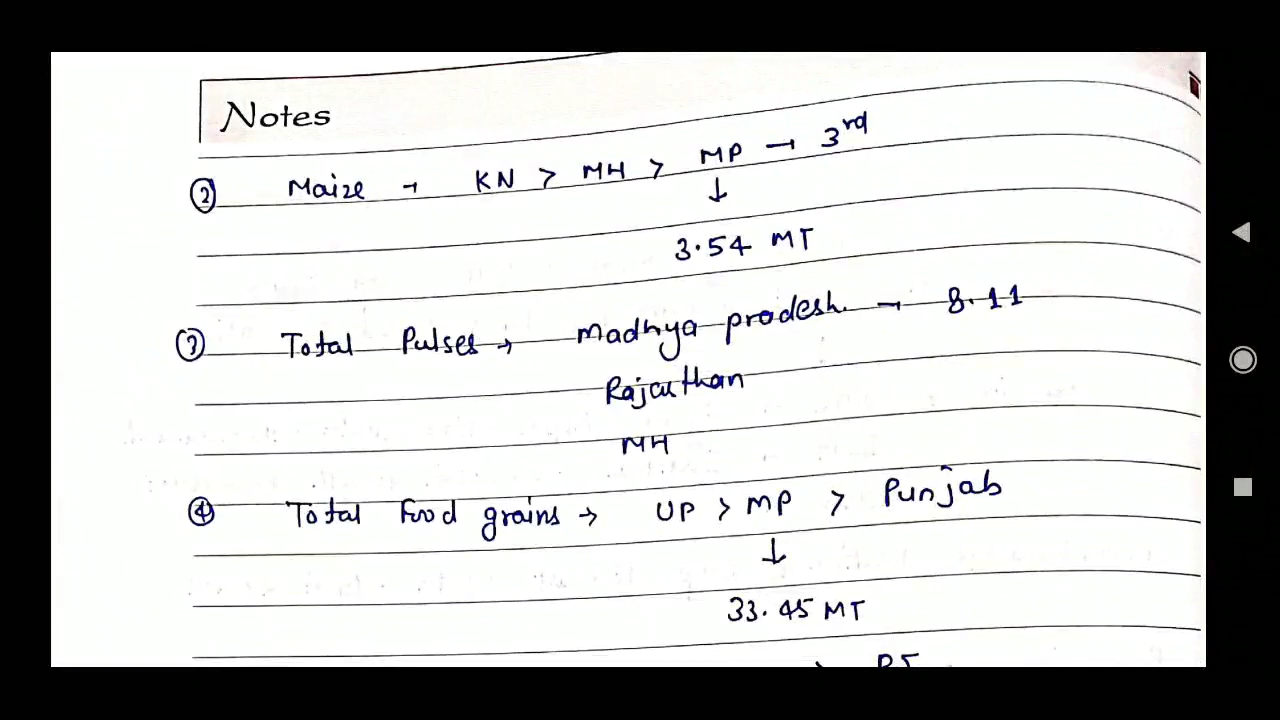 Notes
② Maize → KN > MH > MP → 3rd
↓
3.54 MT
③ Total Pulses → Madhya pradesh. → 8.11
Rajasthan
MH
④ Total Food grains → UP > MP > Punjab
↓
33.45 MT